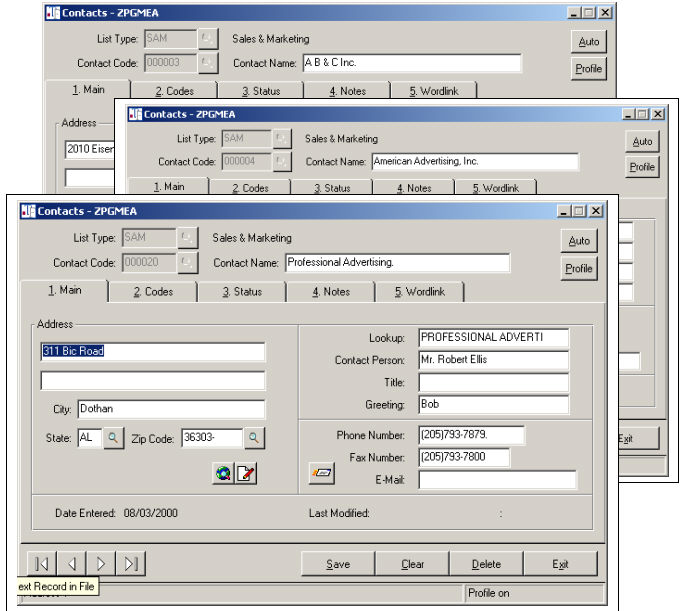 Contacts - ZPGMEA
List Type: SAM Sales & Marketing Auto
Contact Code: 000003 Contact Name: A B & C Inc. Profile
1. Main 2. Codes 3. Status 4. Notes 5. Wordlink
Address
2010 Eisen
Contacts - ZPGMEA
List Type: SAM Sales & Marketing Auto
Contact Code: 000004 Contact Name: American Advertising, Inc. Profile
1. Main 2. Codes 3. Status 4. Notes 5. Wordlink
Exit
Contacts - ZPGMEA
List Type: SAM Sales & Marketing Auto
Contact Code: 000020 Contact Name: Professional Advertising. Profile
1. Main 2. Codes 3. Status 4. Notes 5. Wordlink
Address
311 Bic Road
City: Dothan
State: AL Zip Code: 36303-
Lookup: PROFESSIONAL ADVERTI
Contact Person: Mr. Robert Ellis
Title:
Greeting: Bob
Phone Number: (205)793-7879.
Fax Number: (205)793-7800
E-Mail:
Date Entered: 08/03/2000 Last Modified: :
Save Clear Delete Exit
ext Record in File
Profile on